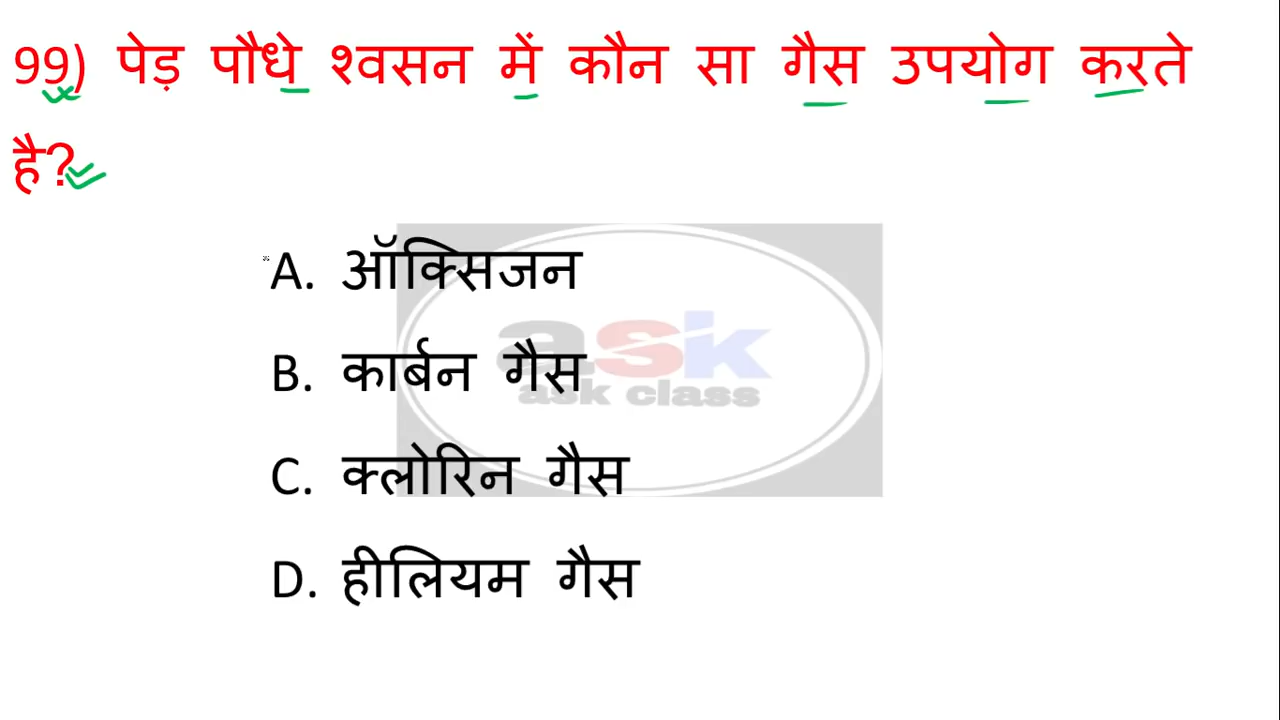 99) पेड़ पौधे श्वसन में कौन सा गैस उपयोग करते
है?
A. ऑक्सिजन
B. कार्बन गैस
C. क्लोरिन गैस
D. हीलियम गैस
ask
ask class